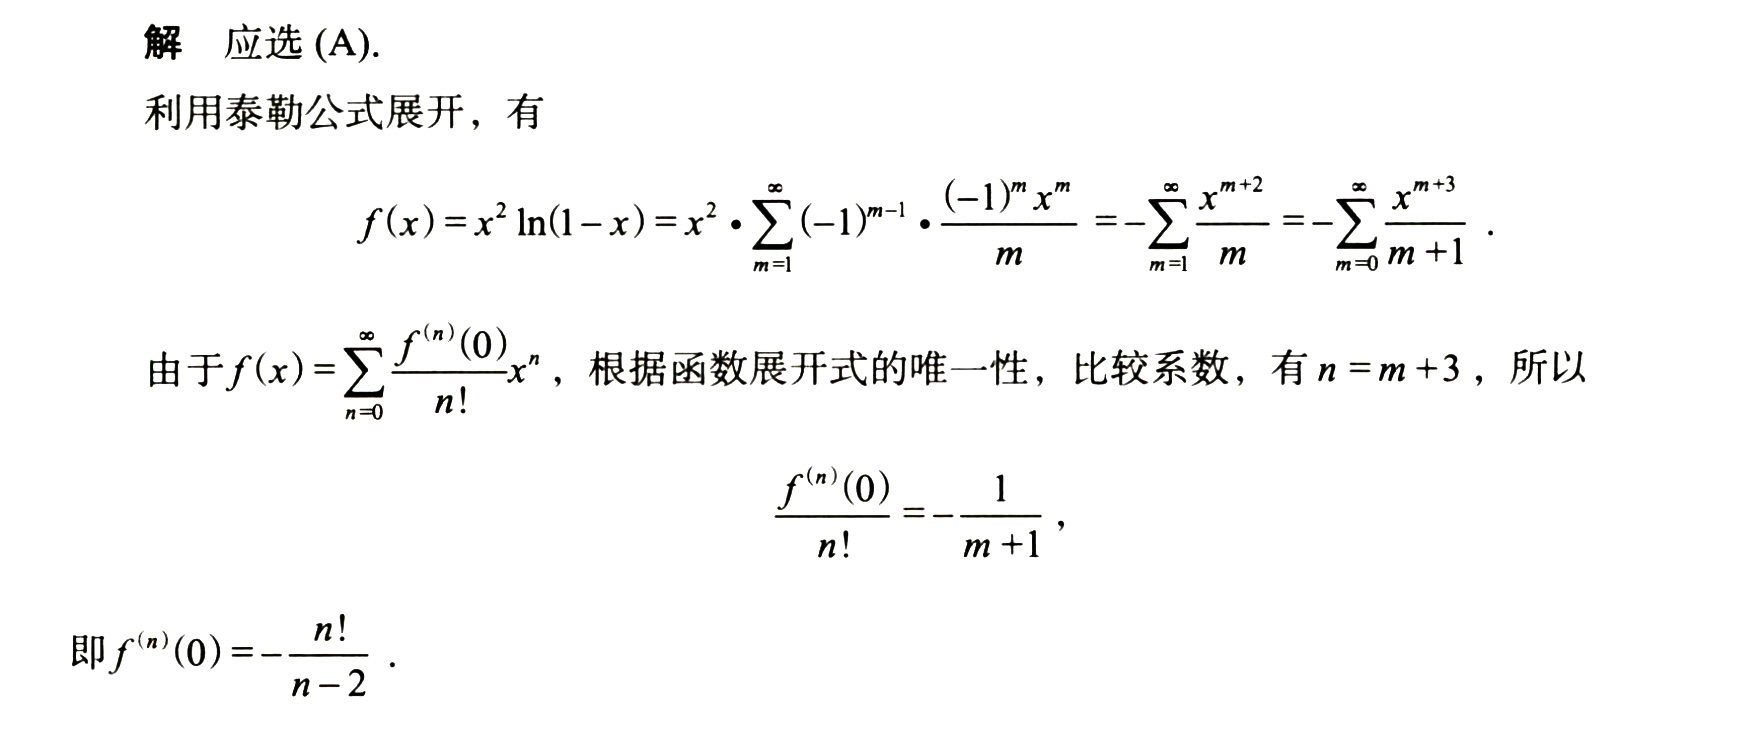 解 应选 (A).
利用泰勒公式展开，有
$f(x)=x^2\ln(1-x)=x^2\cdot\sum_{m=1}^{\infty}(-1)^{m-1}\cdot\frac{(-1)^m x^m}{m}=-\sum_{m=1}^{\infty}\frac{x^{m+2}}{m}=-\sum_{m=0}^{\infty}\frac{x^{m+3}}{m+1}.$
由于 $f(x)=\sum_{n=0}^{\infty}\frac{f^{(n)}(0)}{n!}x^n$，根据函数展开式的唯一性，比较系数，有 $n=m+3$，所以
$\frac{f^{(n)}(0)}{n!}=-\frac{1}{m+1},$
即 $f^{(n)}(0)=-\frac{n!}{n-2}.$